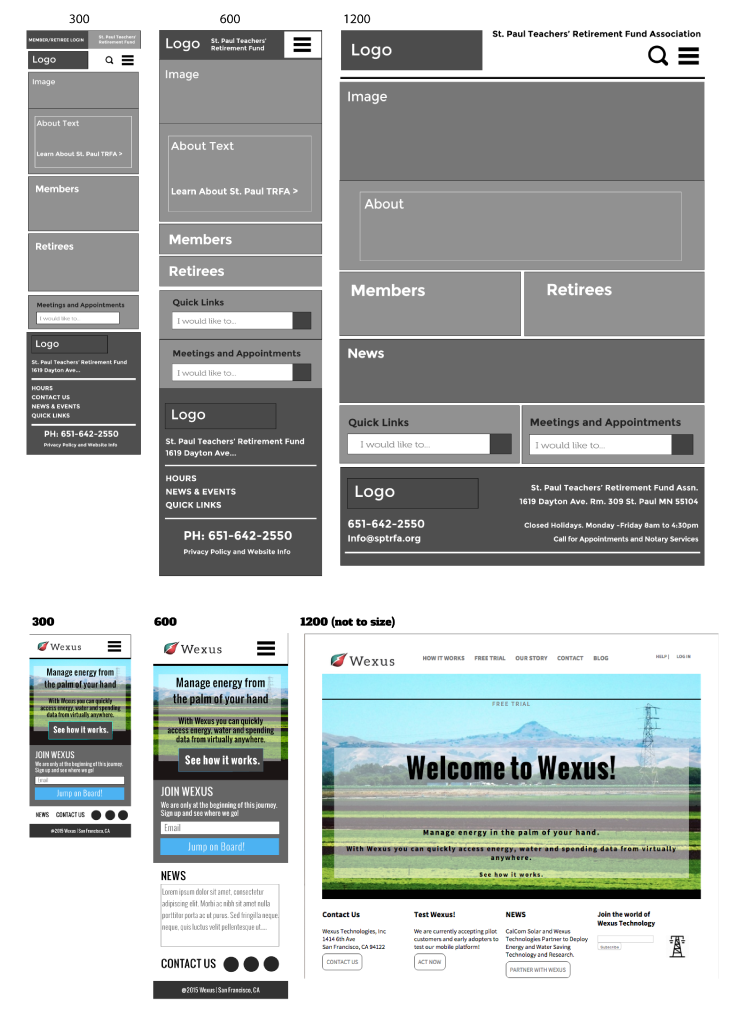 300
MEMBER/RETIREE LOGIN
St. Paul Teachers'
Retirement Fund
Logo
Image
About Text
Learn About St. Paul TRFA >
Members
Retirees
Meetings and Appointments
I would like to...
Logo
St. Paul Teachers' Retirement Fund
1619 Dayton Ave...
HOURS
CONTACT US
NEWS & EVENTS
QUICK LINKS
PH: 651-642-2550
Privacy Policy and Website Info
600
Logo
St. Paul Teachers'
Retirement Fund
Image
About Text
Learn About St. Paul TRFA >
Members
Retirees
Quick Links
I would like to...
Meetings and Appointments
I would like to...
Logo
St. Paul Teachers' Retirement Fund
1619 Dayton Ave...
HOURS
NEWS & EVENTS
QUICK LINKS
PH: 651-642-2550
Privacy Policy and Website Info
1200
St. Paul Teachers' Retirement Fund Association
Logo
Image
About
Members
Retirees
News
Quick Links
I would like to...
Meetings and Appointments
I would like to...
Logo
651-642-2550
Info@sptrfa.org
St. Paul Teachers' Retirement Fund Assn.
1619 Dayton Ave. Rm. 309 St. Paul MN 55104
Closed Holidays. Monday -Friday 8am to 4:30pm
Call for Appointments and Notary Services
300
Wexus
Manage energy from
the palm of your hand
With Wexus you can quickly
access energy, water and spending
data from virtually anywhere.
See how it works.
JOIN WEXUS
We are only at the beginning of this journey.
Sign up and see where we go!
Email
Jump on Board!
NEWS CONTACT US
@2015 Wexus | San Francisco, CA
600
Wexus
Manage energy from
the palm of your hand
With Wexus you can quickly
access energy, water and spending
data from virtually anywhere.
See how it works.
JOIN WEXUS
We are only at the beginning of this journey.
Sign up and see where we go!
Email
Jump on Board!
NEWS
Lorem ipsum dolor sit amet, consectetur
adipiscing elit. Morbi ac nibh sit amet nulla
porttitor porta ac ut purus. Sed fringilla neque
neque, quis luctus velit pellentesque ut....
CONTACT US
@2015 Wexus | San Francisco, CA
1200 (not to size)
Wexus
HOW IT WORKS FREE TRIAL OUR STORY CONTACT BLOG
HELP | LOG IN
FREE TRIAL
Welcome to Wexus!
Manage energy in the palm of your hand.
With Wexus you can quickly access energy, water and spending data from virtually
anywhere.
See how it works.
Contact Us
Wexus Technologies, Inc
1414 6th Ave
San Francisco, CA 94122
CONTACT US
Test Wexus!
We are currently accepting pilot
customers and early adopters to
test our mobile platform!
ACT NOW
NEWS
CalCom Solar and Wexus
Technologies Partner to Deploy
Energy and Water Saving
Technology and Research.
PARTNER WITH WEXUS
Join the world of
Wexus Technology